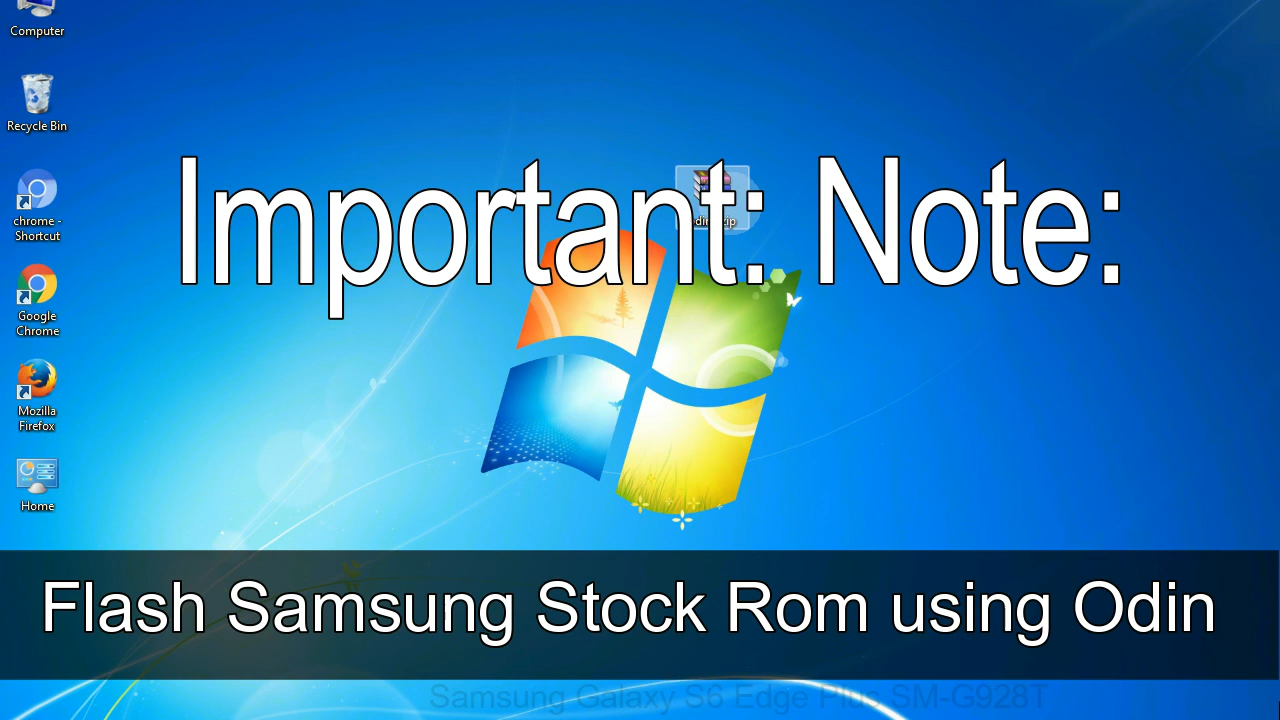 Computer
Recycle Bin
chrome -
Shortcut
Google
Chrome
Mozilla
Firefox
Home
Important: Note:
Flash Samsung Stock Rom using Odin
Samsung Galaxy S6 Edge Plus SM-G928T